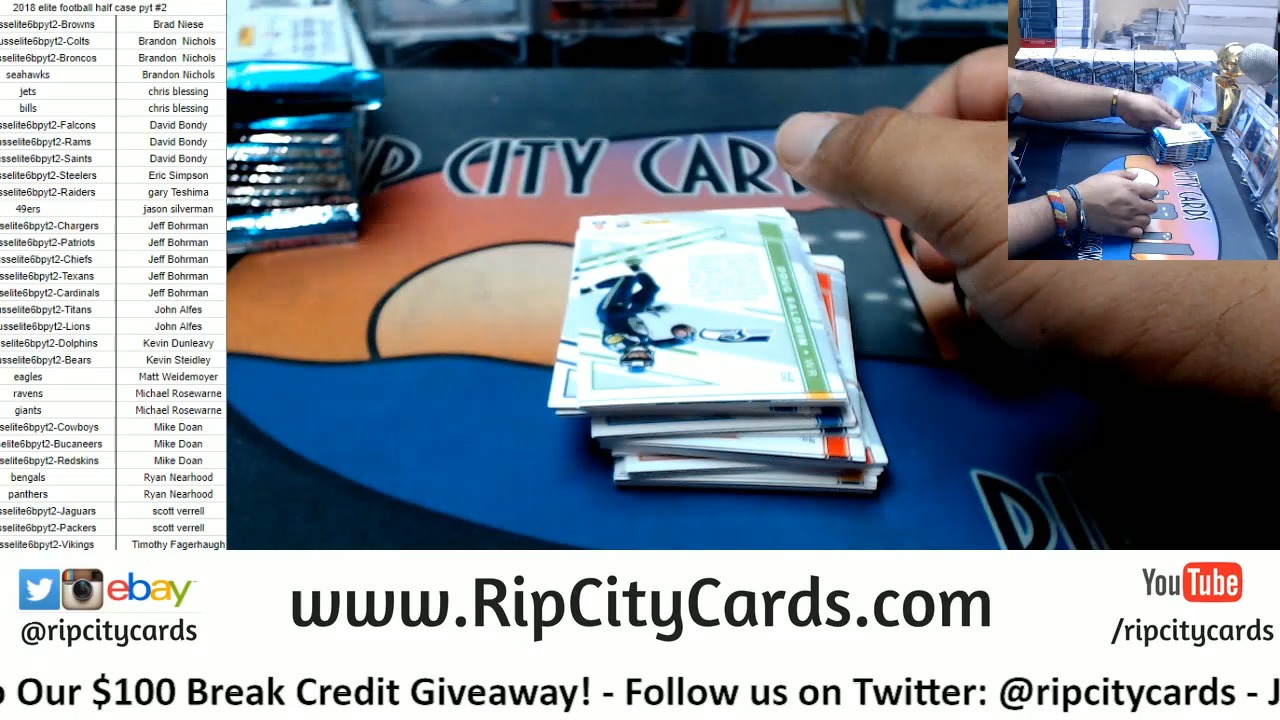 2018 elite football half case pyt #2
sselite6bpyt2-Browns Brad Niese
usselite6bpyt2-Colts Brandon Nichols
sselite6bpyt2-Broncos Brandon Nichols
seahawks Brandon Nichols
jets chris blessing
bills chris blessing
sselite6bpyt2-Falcons David Bondy
usselite6bpyt2-Rams David Bondy
usselite6bpyt2-Saints David Bondy
sselite6bpyt2-Steelers Eric Simpson
sselite6bpyt2-Raiders gary Teshima
49ers jason silverman
sselite6bpyt2-Chargers Jeff Bohrman
sselite6bpyt2-Patriots Jeff Bohrman
sselite6bpyt2-Chiefs Jeff Bohrman
sselite6bpyt2-Texans Jeff Bohrman
selite6bpyt2-Cardinals Jeff Bohrman
usselite6bpyt2-Titans John Alfes
usselite6bpyt2-Lions John Alfes
sselite6bpyt2-Dolphins Kevin Dunleavy
usselite6bpyt2-Bears Kevin Steidley
eagles Matt Weidemoyer
ravens Michael Rosewarne
giants Michael Rosewarne
selite6bpyt2-Cowboys Mike Doan
elite6bpyt2-Bucaneers Mike Doan
selite6bpyt2-Redskins Mike Doan
bengals Ryan Nearhood
panthers Ryan Nearhood
sselite6bpyt2-Jaguars scott verrell
sselite6bpyt2-Packers scott verrell
sselite6bpyt2-Vikings Timothy Fagerhaugh
IP CITY CAR
DOUG BALDWIN • WR
CITY CARDS
ebay
@ripcitycards
www.RipCityCards.com
YouTube
/ripcitycards
o Our $100 Break Credit Giveaway! - Follow us on Twitter: @ripcitycards - J